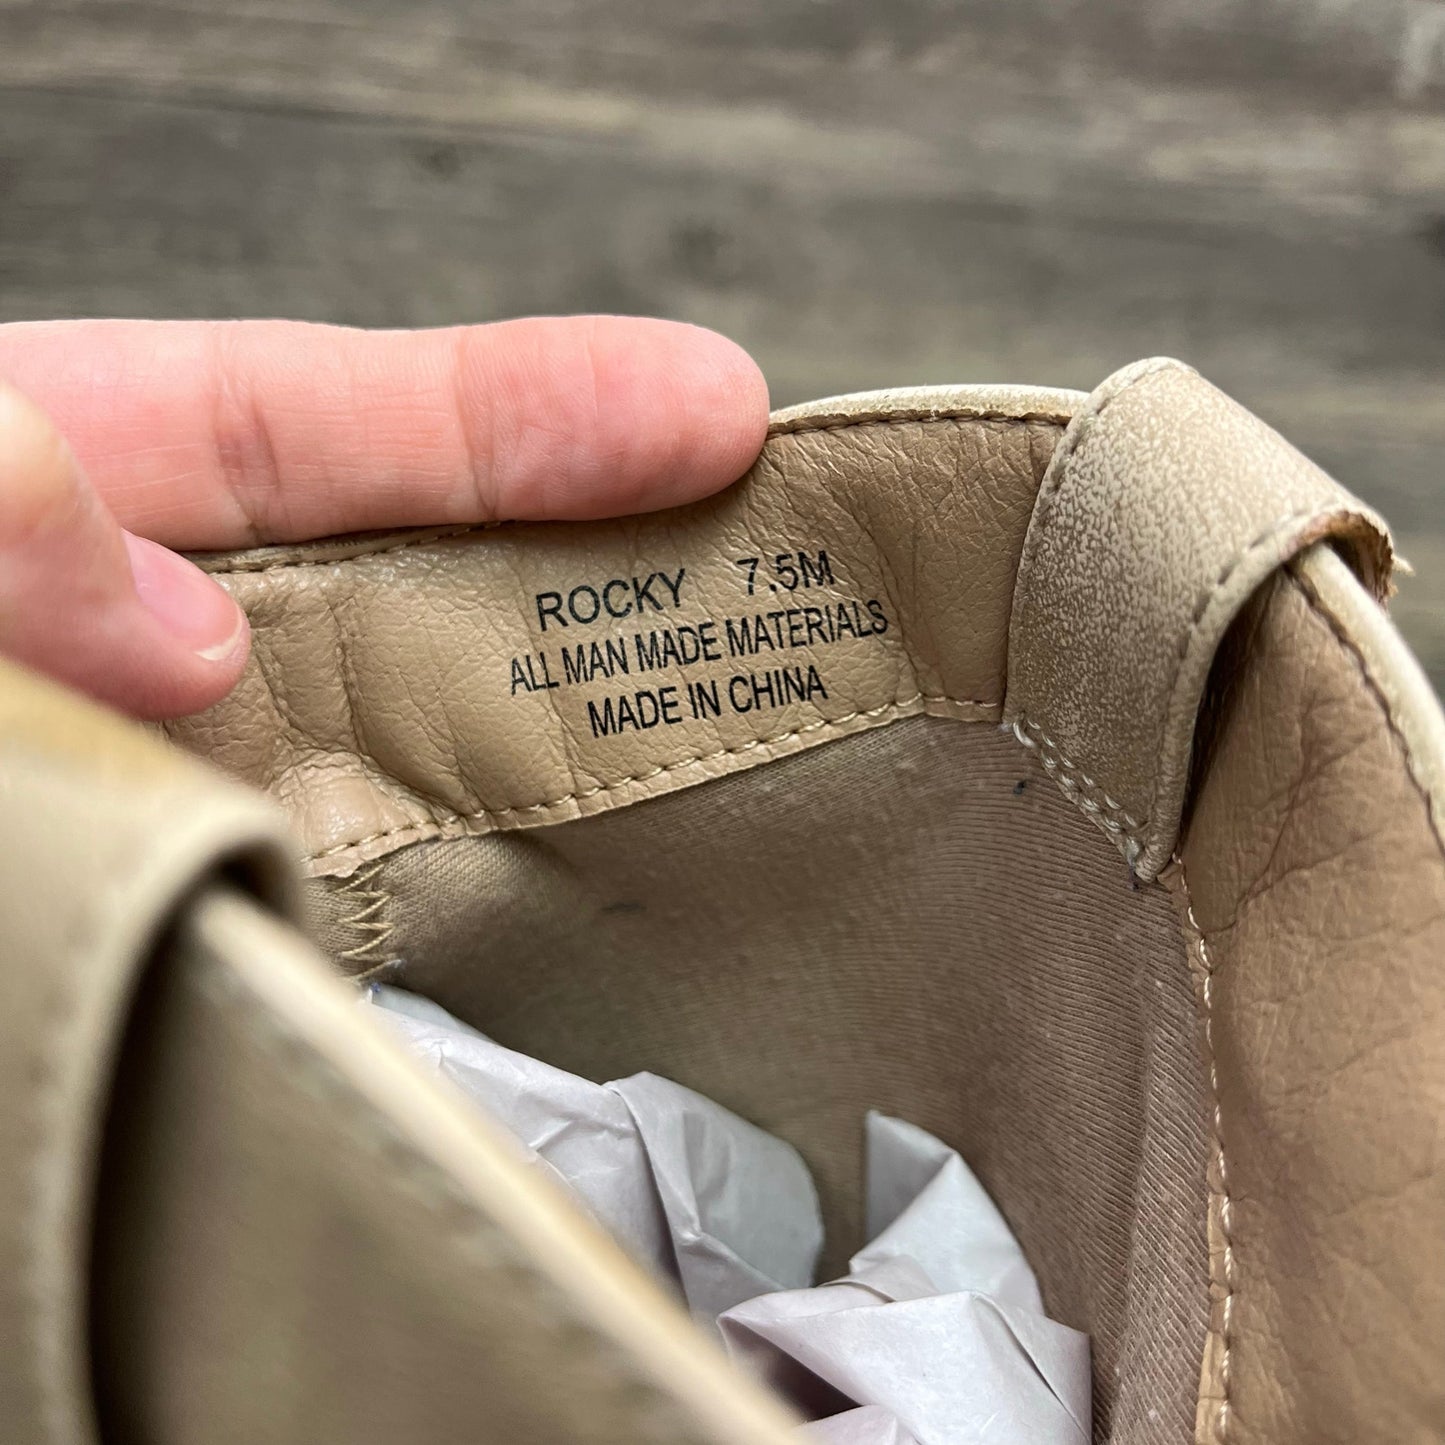 ROCKY 7.5M
ALL MAN MADE MATERIALS
MADE IN CHINA